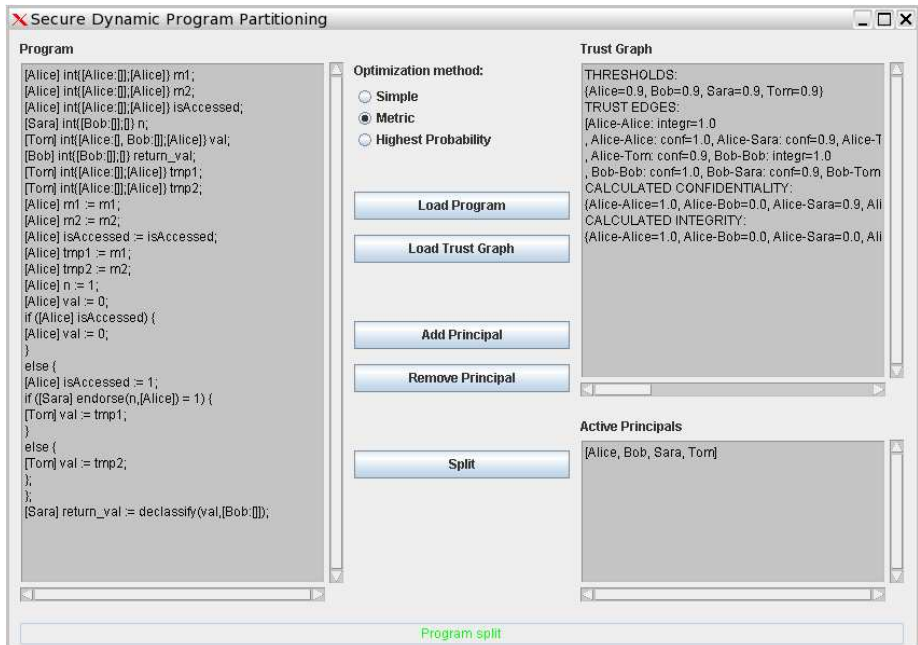 Secure Dynamic Program Partitioning
Program
[Alice] int{[Alice:[]];[Alice]} m1;
[Alice] int{[Alice:[]];[Alice]} m2;
[Alice] int{[Alice:[]];[Alice]} isAccessed;
[Sara] int{[Bob:[]];[]} n;
[Tom] int{[Alice:[], Bob:[]];[Alice]} val;
[Bob] int{[Bob:[]];[]} return_val;
[Tom] int{[Alice:[]];[Alice]} tmp1;
[Tom] int{[Alice:[]];[Alice]} tmp2;
[Alice] m1 := m1;
[Alice] m2 := m2;
[Alice] isAccessed := isAccessed;
[Alice] tmp1 := m1;
[Alice] tmp2 := m2;
[Alice] n := 1;
[Alice] val := 0;
if ([Alice] isAccessed) {
[Alice] val := 0;
}
else {
[Alice] isAccessed := 1;
if ([Sara] endorse(n,[Alice]) = 1) {
[Tom] val := tmp1;
}
else {
[Tom] val := tmp2;
};
};
[Sara] return_val := declassify(val,[Bob:[]]);
Optimization method:
Simple
Metric
Highest Probability
Load Program
Load Trust Graph
Add Principal
Remove Principal
Split
Trust Graph
THRESHOLDS:
{Alice=0.9, Bob=0.9, Sara=0.9, Tom=0.9}
TRUST EDGES:
[Alice-Alice: integr=1.0
, Alice-Alice: conf=1.0, Alice-Sara: conf=0.9, Alice-T
, Alice-Tom: conf=0.9, Bob-Bob: integr=1.0
, Bob-Bob: conf=1.0, Bob-Sara: conf=0.9, Bob-Tom
CALCULATED CONFIDENTIALITY:
{Alice-Alice=1.0, Alice-Bob=0.0, Alice-Sara=0.9, Ali
CALCULATED INTEGRITY:
{Alice-Alice=1.0, Alice-Bob=0.0, Alice-Sara=0.0, Ali
Active Principals
[Alice, Bob, Sara, Tom]
Program split